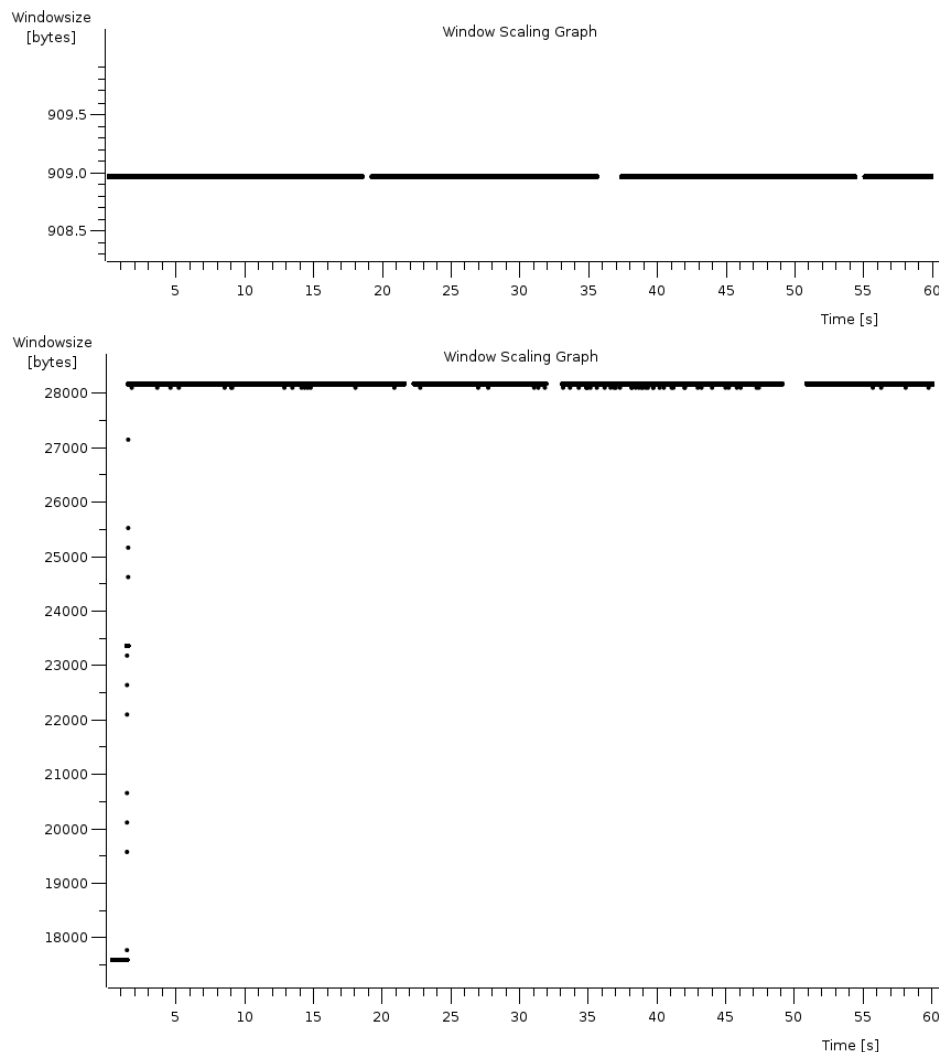 Windowsize
[bytes]
Window Scaling Graph
909.5
909.0
908.5
5 10 15 20 25 30 35 40 45 50 55 60
Time [s]
Windowsize
[bytes]
Window Scaling Graph
28000
27000
26000
25000
24000
23000
22000
21000
20000
19000
18000
5 10 15 20 25 30 35 40 45 50 55 60
Time [s]